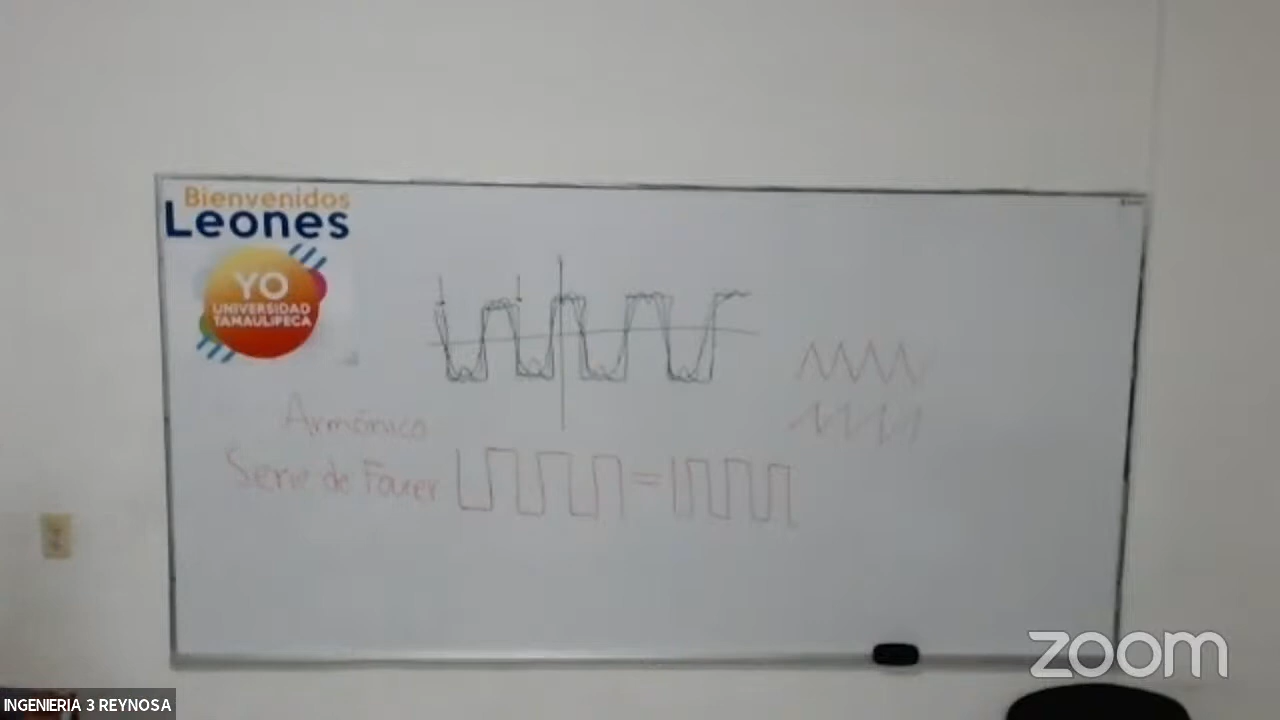 Bienvenidos
Leones
YO
UNIVERSIDAD
TAMAULIPECA
Armónico
Serie de Fourer
=
zoom
INGENIERIA 3 REYNOSA